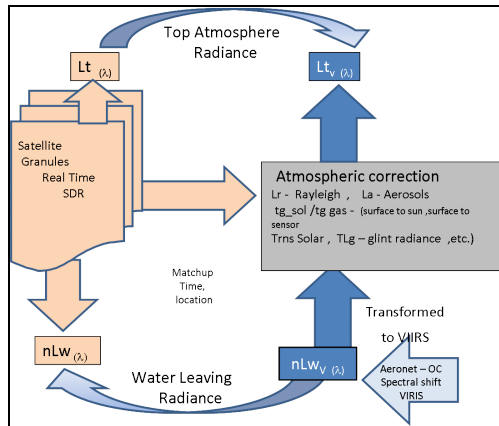 Top Atmosphere
Radiance
Lt (λ)
Ltv (λ)
Satellite
Granules
Real Time
SDR
Atmospheric correction
Lr - Rayleigh , La - Aerosols
tg_sol /tg gas - (surface to sun ,surface to
sensor
Trns Solar , TLg – glint radiance ,etc.)
Matchup
Time,
location
Transformed
to VIIRS
nLw (λ)
nLwV (λ)
Aeronet – OC
Spectral shift
VIRIS
Water Leaving
Radiance